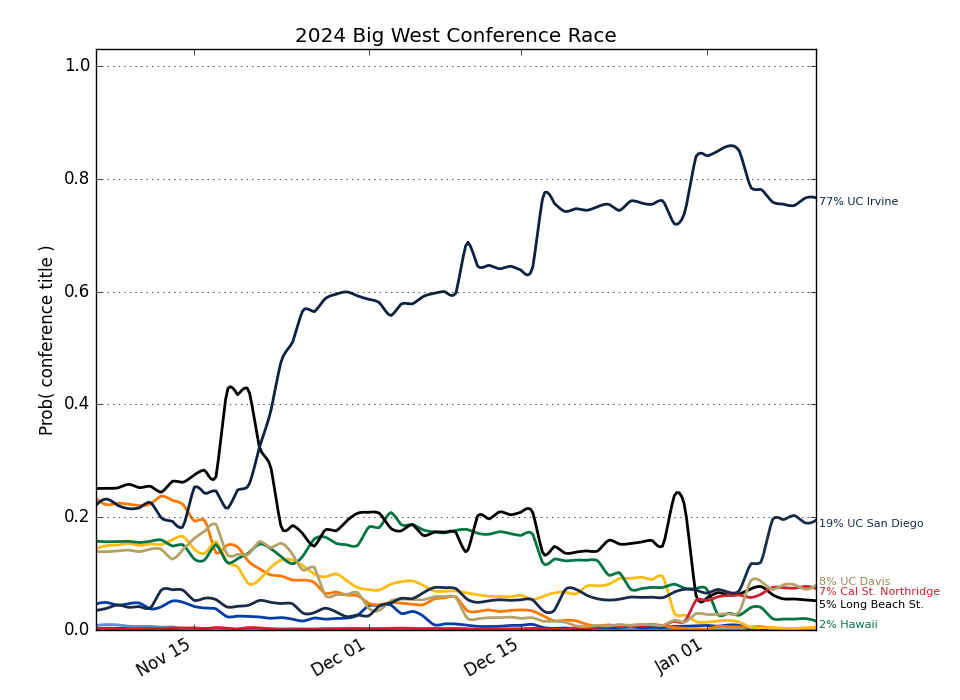 2024 Big West Conference Race
1.0
0.8
0.6
0.4
0.2
0.0
Prob( conference title )
Nov 15
Dec 01
Dec 15
Jan 01
77% UC Irvine
19% UC San Diego
8% UC Davis
7% Cal St. Northridge
5% Long Beach St.
2% Hawaii